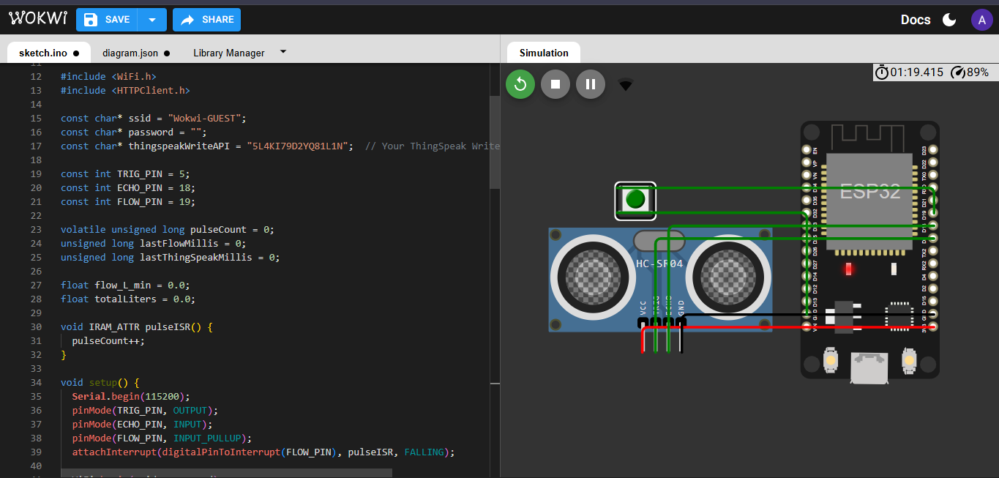 WOKWI SAVE SHARE Docs A
sketch.ino ● diagram.json ● Library Manager Simulation
11
12 #include <WiFi.h>
13 #include <HTTPClient.h>
14
15 const char* ssid = "Wokwi-GUEST";
16 const char* password = "";
17 const char* thingspeakWriteAPI = "5L4KI79D2YQ81L1N"; // Your ThingSpeak Write
18
19 const int TRIG_PIN = 5;
20 const int ECHO_PIN = 18;
21 const int FLOW_PIN = 19;
22
23 volatile unsigned long pulseCount = 0;
24 unsigned long lastFlowMillis = 0;
25 unsigned long lastThingSpeakMillis = 0;
26
27 float flow_L_min = 0.0;
28 float totalLiters = 0.0;
29
30 void IRAM_ATTR pulseISR() {
31 pulseCount++;
32 }
33
34 void setup() {
35 Serial.begin(115200);
36 pinMode(TRIG_PIN, OUTPUT);
37 pinMode(ECHO_PIN, INPUT);
38 pinMode(FLOW_PIN, INPUT_PULLUP);
39 attachInterrupt(digitalPinToInterrupt(FLOW_PIN), pulseISR, FALLING);
40
01:19.415 89%
ESP32
EN
VP
VN
D35
D32
D26
D27
D14
D12
D13
GND
VIN
D23
D22
TX0
RX0
D21
D19
TX2
RX2
D4
D2
D15
GND
3V3
HC-SR04
VCC
TRIG
ECHO
GND